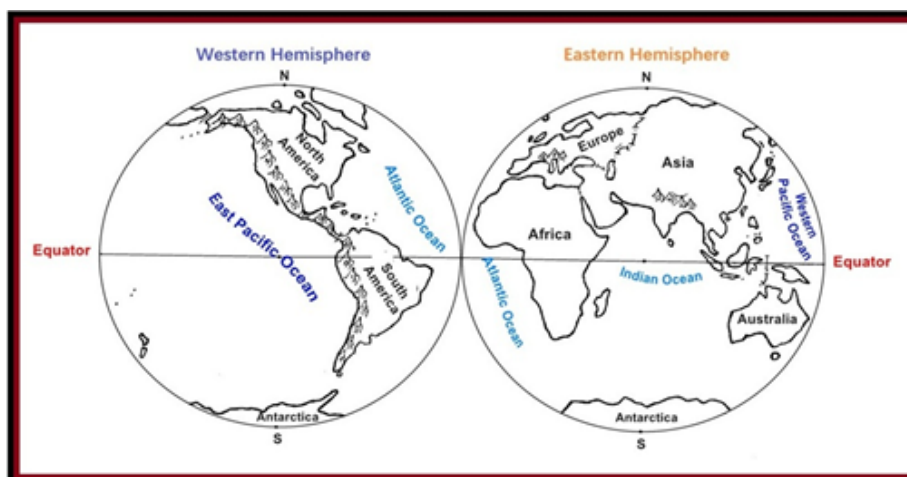 Western Hemisphere
Eastern Hemisphere
N
N
North
America
Atlantic Ocean
East Pacific Ocean
South
America
Equator
Antarctica
S
Europe
Asia
Africa
Western
Pacific Ocean
Atlantic Ocean
Indian Ocean
Equator
Australia
Antarctica
S